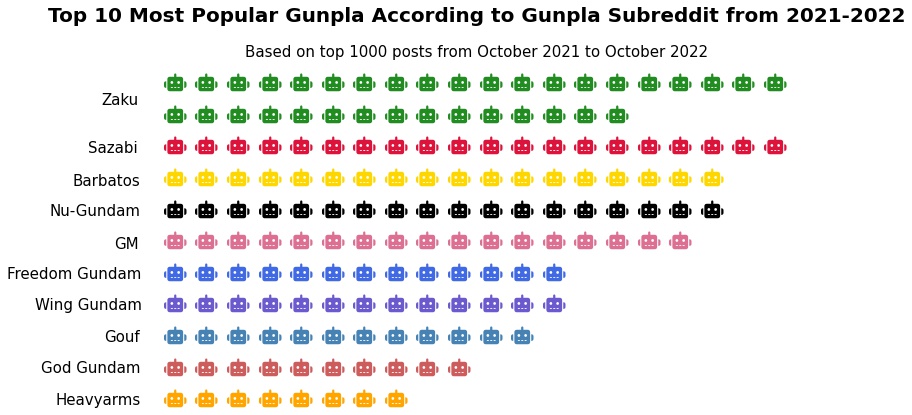 Top 10 Most Popular Gunpla According to Gunpla Subreddit from 2021-2022
Based on top 1000 posts from October 2021 to October 2022
Zaku
Sazabi
Barbatos
Nu-Gundam
GM
Freedom Gundam
Wing Gundam
Gouf
God Gundam
Heavyarms